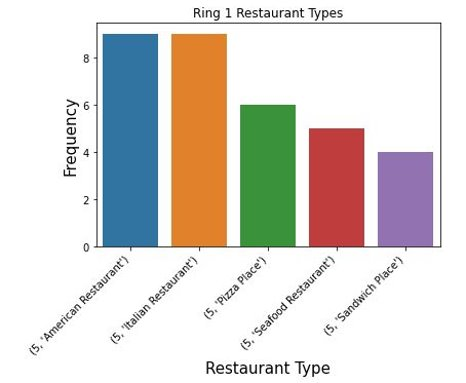 Ring 1 Restaurant Types
Frequency
8
6
4
2
0
(5, 'American Restaurant')
(5, 'Italian Restaurant')
(5, 'Pizza Place')
(5, 'Seafood Restaurant')
(5, 'Sandwich Place')
Restaurant Type